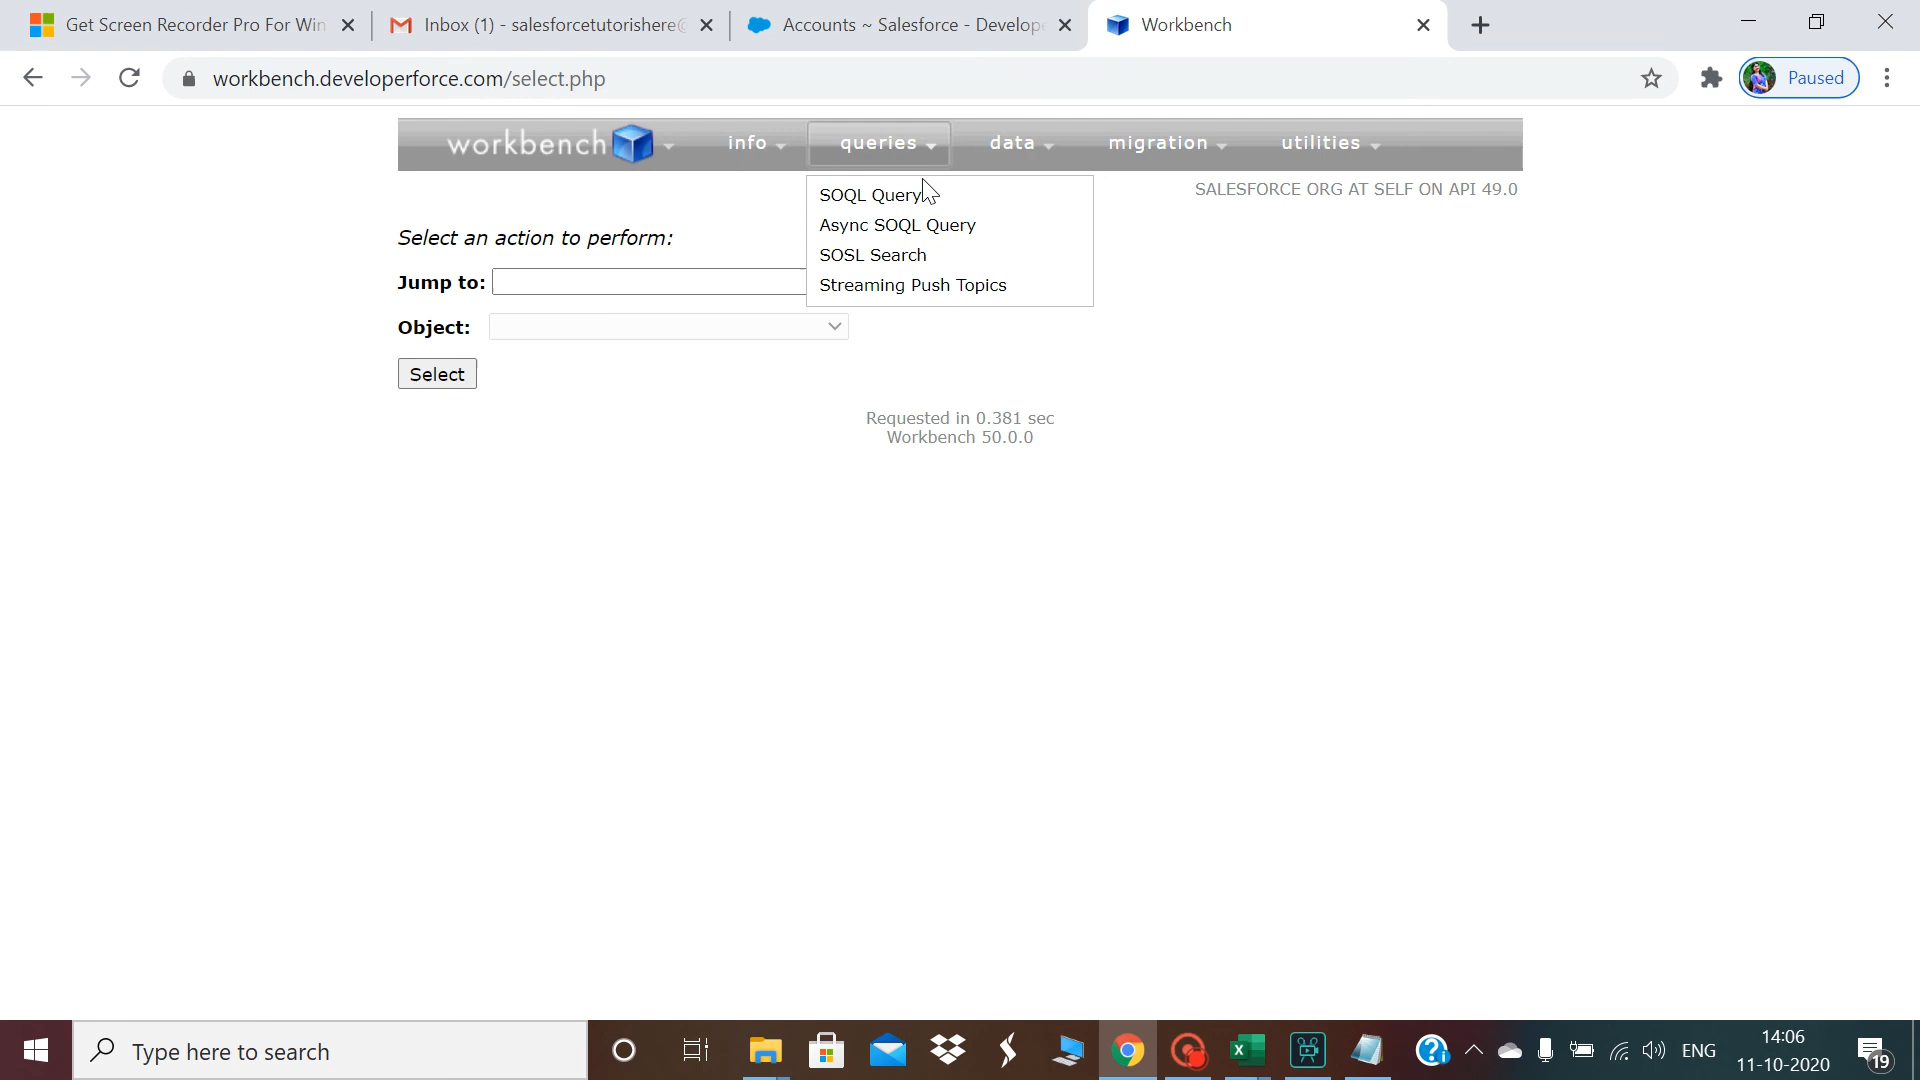 Get Screen Recorder Pro For Win
Inbox (1) - salesforcetutorishere@
Accounts ~ Salesforce - Develope
Workbench
workbench.developerforce.com/select.php
Paused
workbench
info
queries
data
migration
utilities
SALESFORCE ORG AT SELF ON API 49.0
SOQL Query
Async SOQL Query
SOSL Search
Streaming Push Topics
Select an action to perform:
Jump to:
Object:
Select
Requested in 0.381 sec
Workbench 50.0.0
Type here to search
ENG
14:06
11-10-2020
19